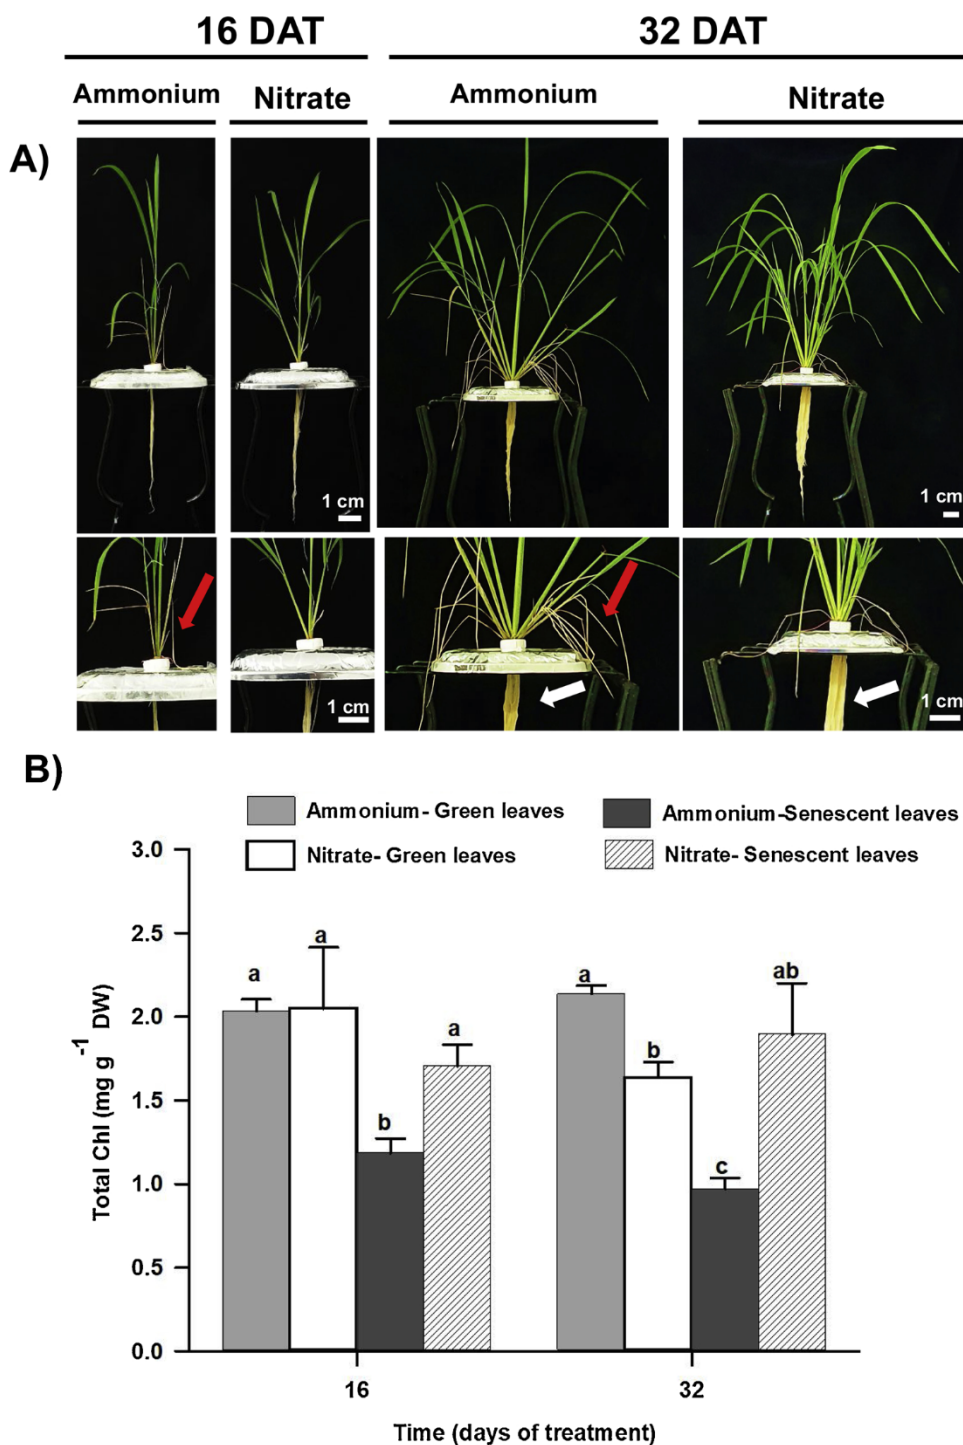 16 DAT
32 DAT
Ammonium
Nitrate
Ammonium
Nitrate
A)
1 cm
1 cm
1 cm
1 cm
B)
Ammonium- Green leaves
Ammonium-Senescent leaves
Nitrate- Green leaves
Nitrate- Senescent leaves
3.0
2.5
2.0
1.5
1.0
0.5
0.0
Total Chl (mg g-1 DW)
a
a
b
a
a
b
c
ab
16
32
Time (days of treatment)